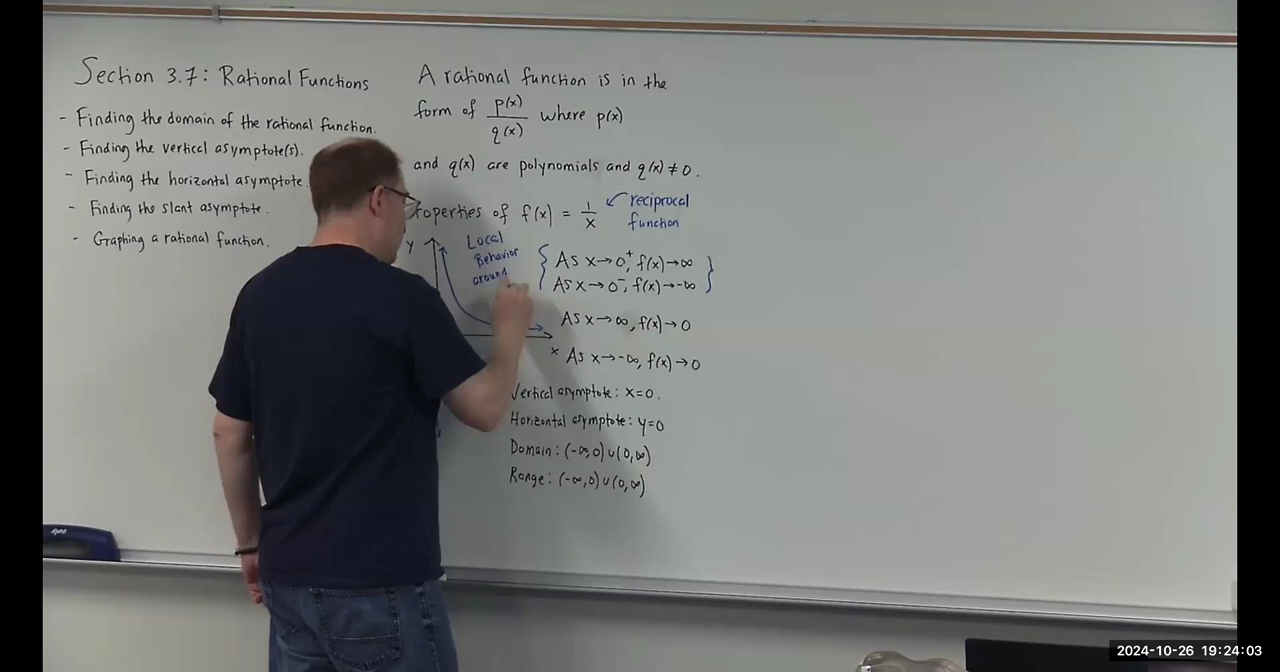 Section 3.7: Rational Functions
- Finding the domain of the rational function.
- Finding the vertical asymptote(s).
- Finding the horizontal asymptote.
- Finding the slant asymptote.
- Graphing a rational function.
A rational function is in the
form of p(x)/q(x) where p(x)
and q(x) are polynomials and q(x) ≠ 0.
roperties of f(x) = 1/x
reciprocal
function
y
Local
Behavior
around
As x→0⁺, f(x)→∞
As x→0⁻, f(x)→-∞
As x→∞, f(x)→0
x
As x→-∞, f(x)→0
Vertical asymptote: x=0.
Horizontal asymptote: y=0
Domain: (-∞,0)∪(0,∞)
Range: (-∞,0)∪(0,∞)
expo
2024-10-26 19:24:03